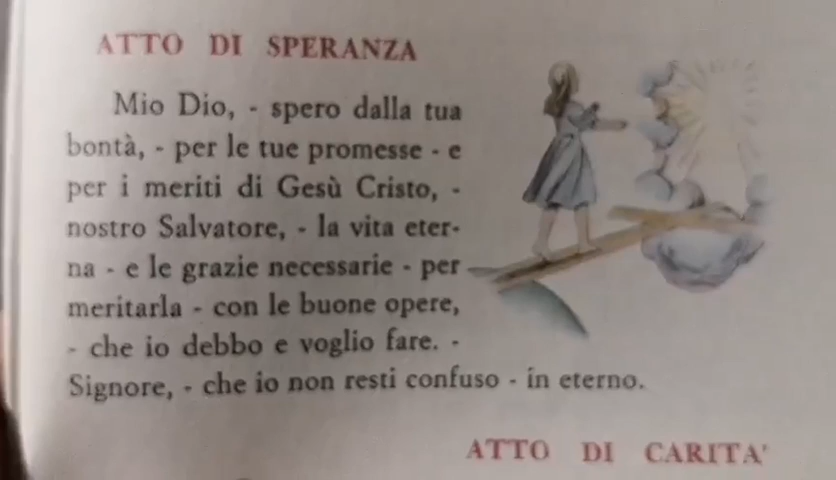 ATTO DI SPERANZA
Mio Dio, - spero dalla tua
bontà, - per le tue promesse - e
per i meriti di Gesù Cristo, -
nostro Salvatore, - la vita eter-
na - e le grazie necessarie - per
meritarla - con le buone opere,
- che io debbo e voglio fare. -
Signore, - che io non resti confuso - in eterno.
ATTO DI CARITA'